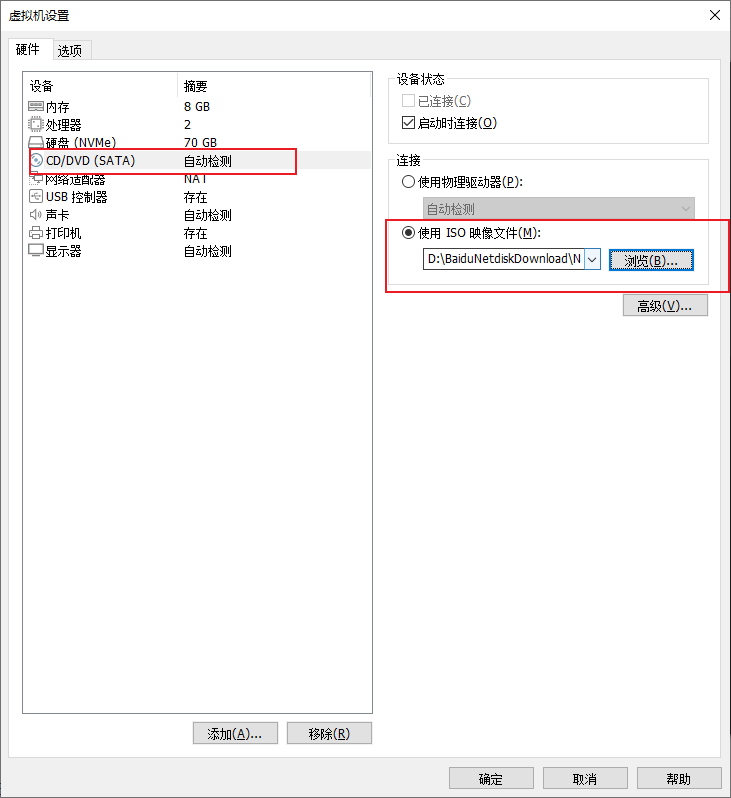 虚拟机设置
硬件 选项
设备 摘要
内存 8 GB
处理器 2
硬盘 (NVMe) 70 GB
CD/DVD (SATA) 自动检测
网络适配器 NAT
USB 控制器 存在
声卡 自动检测
打印机 存在
显示器 自动检测
添加(A)... 移除(R)
设备状态
已连接(C)
启动时连接(O)
连接
使用物理驱动器(P):
自动检测
使用 ISO 映像文件(M):
D:\BaiduNetdiskDownload\N 浏览(B)...
高级(V)...
确定 取消 帮助